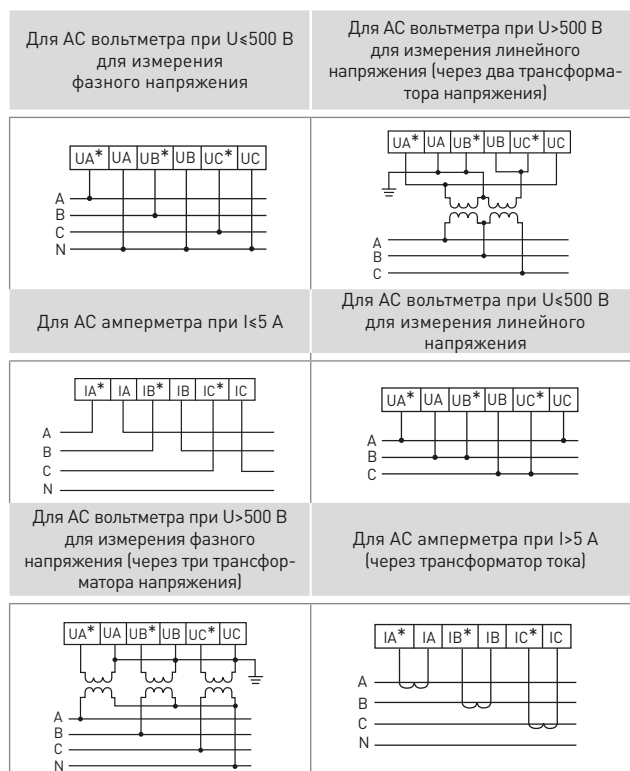 Для АС вольтметра при U≤500 В
для измерения
фазного напряжения
Для АС вольтметра при U>500 В
для измерения линейного
напряжения (через два трансформа-
тора напряжения)
UA* UA UB* UB UC* UC
A
B
C
N
UA* UA UB* UB UC* UC
A
B
C
Для АС амперметра при I≤5 А
Для АС вольтметра при U≤500 В
для измерения линейного
напряжения
IA* IA IB* IB IC* IC
A
B
C
N
UA* UA UB* UB UC* UC
A
B
C
Для АС вольтметра при U>500 В
для измерения фазного
напряжения (через три трансфор-
матора напряжения)
Для АС амперметра при I>5 А
(через трансформатор тока)
UA* UA UB* UB UC* UC
A
B
C
N
IA* IA IB* IB IC* IC
A
B
C
N